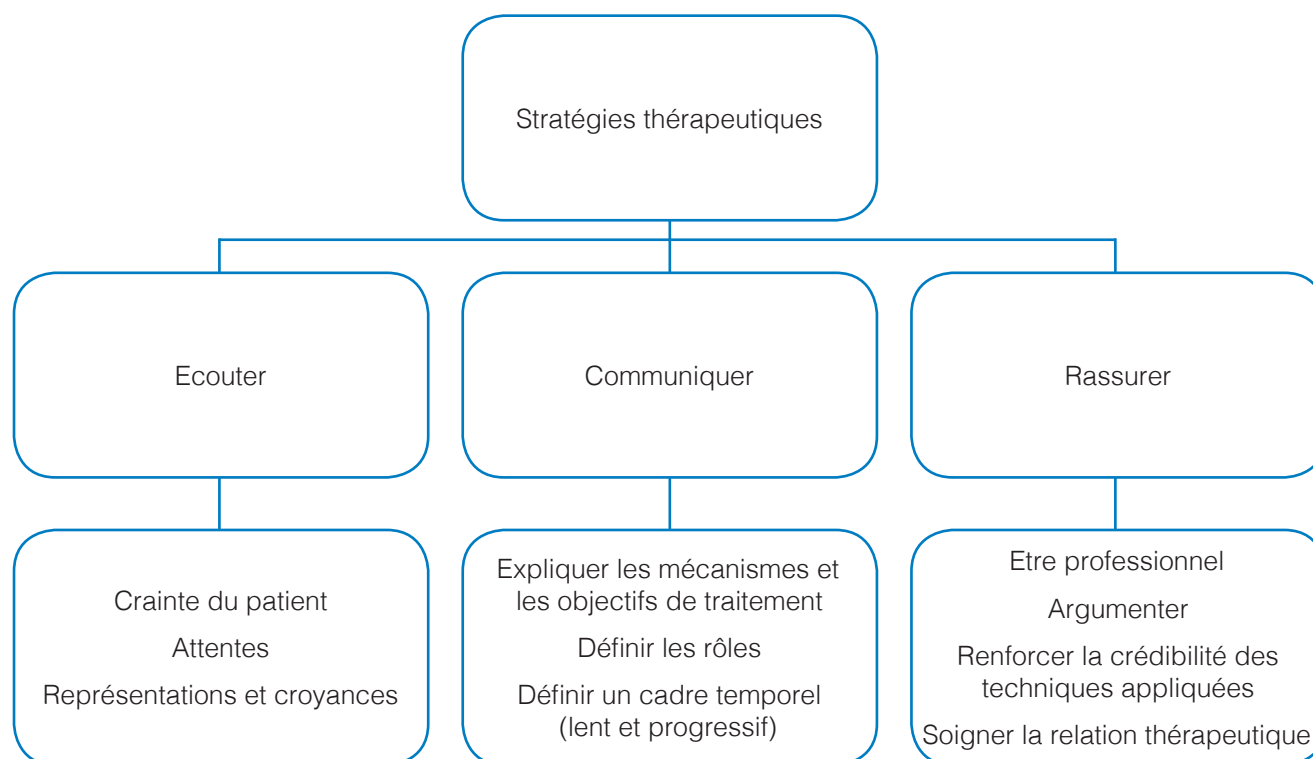 Stratégies thérapeutiques
Ecouter
Communiquer
Rassurer
Crainte du patient
Attentes
Représentations et croyances
Expliquer les mécanismes et
les objectifs de traitement
Définir les rôles
Définir un cadre temporel
(lent et progressif)
Etre professionnel
Argumenter
Renforcer la crédibilité des
techniques appliquées
Soigner la relation thérapeutique